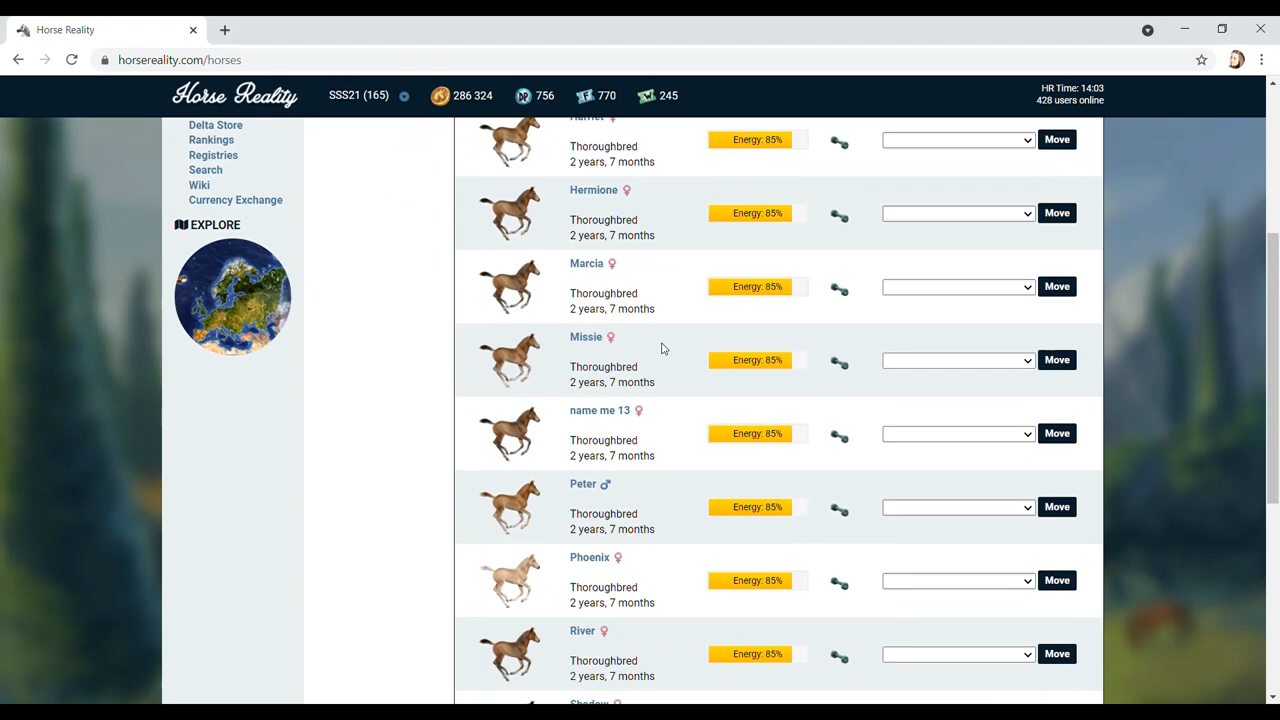 Horse Reality
horsereality.com/horses
Horse Reality
SSS21 (165)
286 324
DP
756
F
770
W
245
HR Time: 14:03
428 users online
Delta Store
Rankings
Registries
Search
Wiki
Currency Exchange
EXPLORE
Harriet
Thoroughbred
2 years, 7 months
Energy: 85%
Move
Hermione
Thoroughbred
2 years, 7 months
Energy: 85%
Move
Marcia
Thoroughbred
2 years, 7 months
Energy: 85%
Move
Missie
Thoroughbred
2 years, 7 months
Energy: 85%
Move
name me 13
Thoroughbred
2 years, 7 months
Energy: 85%
Move
Peter
Thoroughbred
2 years, 7 months
Energy: 85%
Move
Phoenix
Thoroughbred
2 years, 7 months
Energy: 85%
Move
River
Thoroughbred
2 years, 7 months
Energy: 85%
Move
Shadow